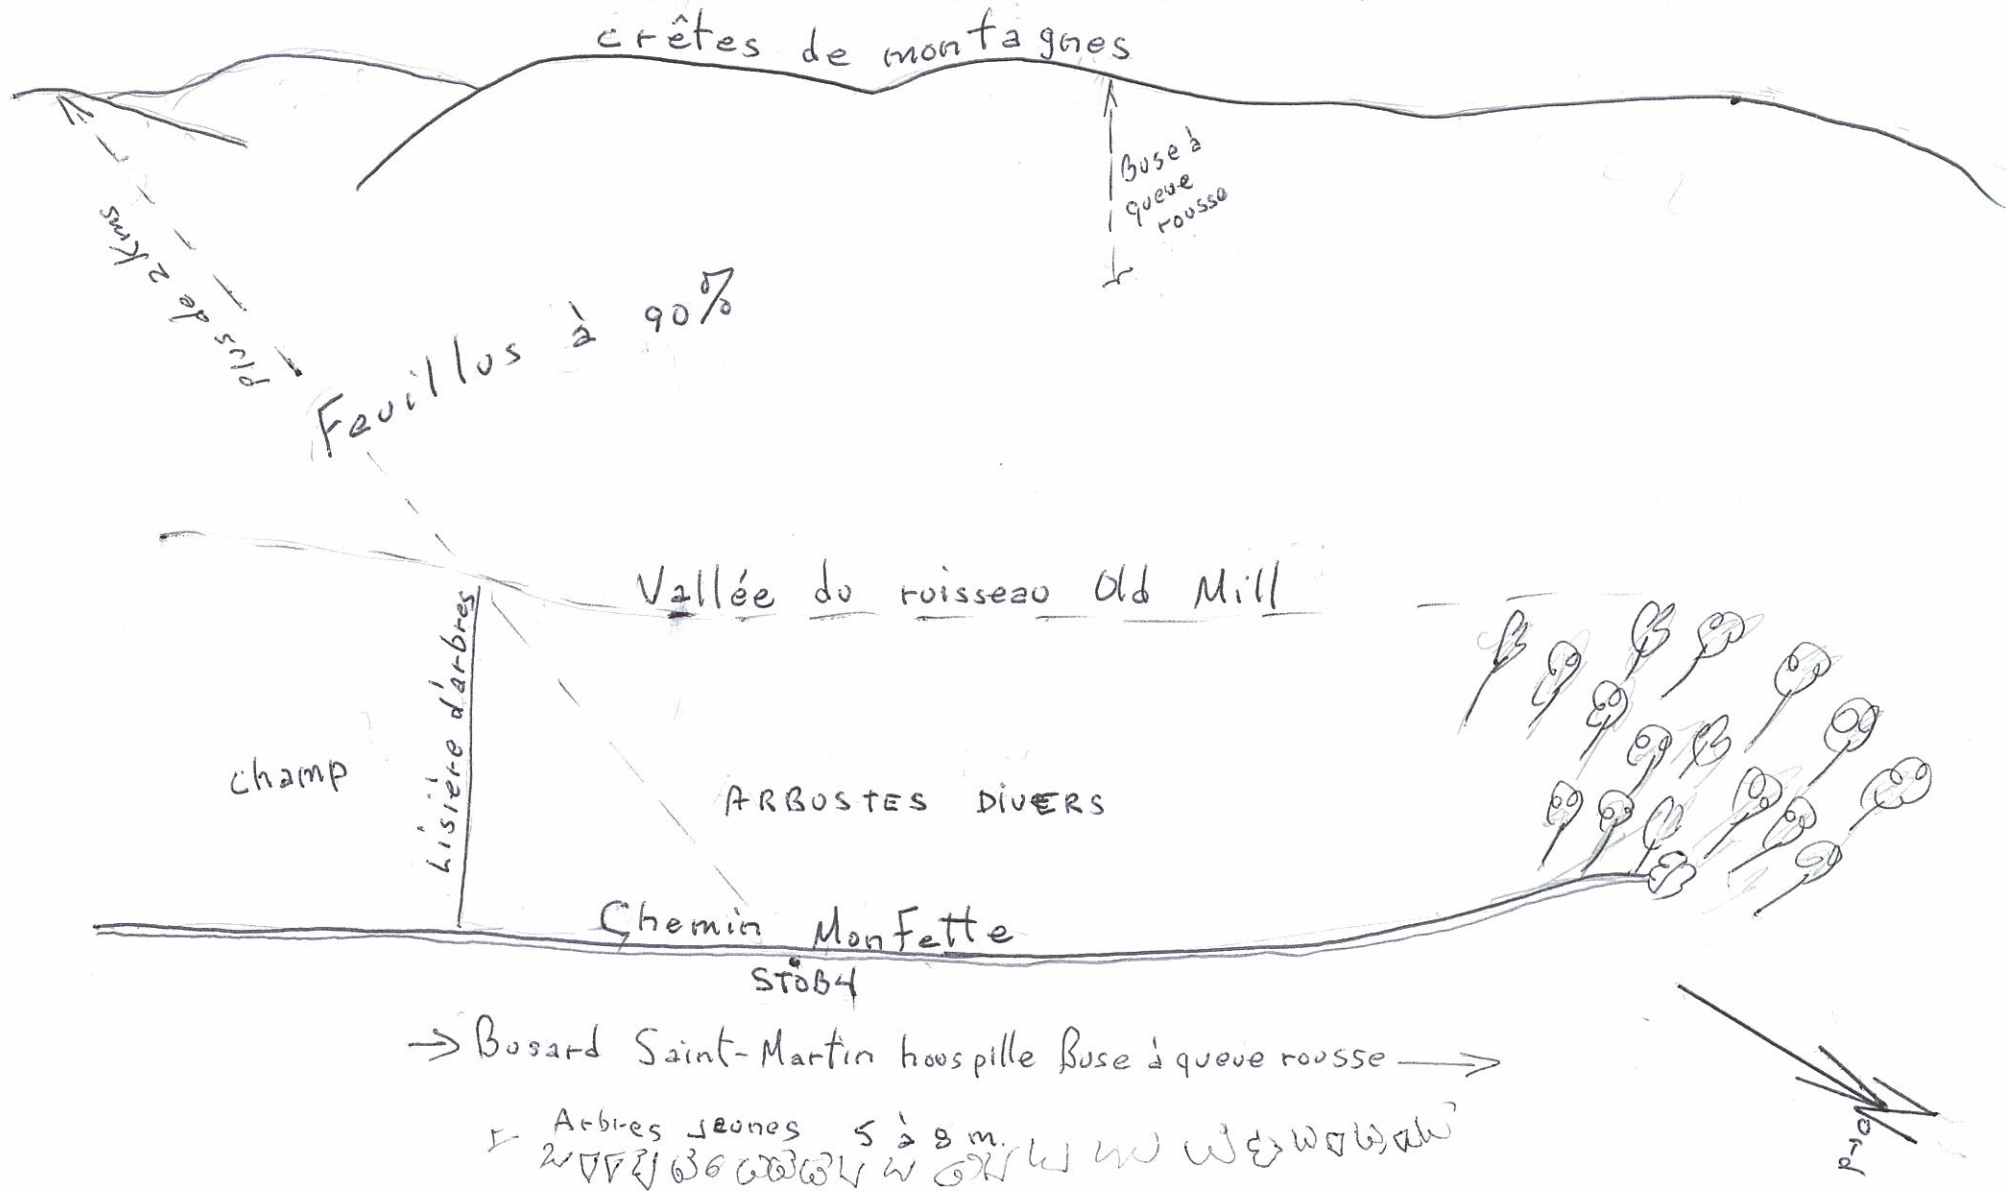 crêtes de montagnes
Buse à
queue
rousse
plus de 2 Kms
Feuillus à 90%
Vallée du ruisseau Old Mill
Lisière d'arbres
champ
ARBUSTES DIVERS
Chemin MonFette
STOB4
→ Busard Saint-Martin houspille Buse à queue rousse →
Arbres jeunes 5 à 8 m.